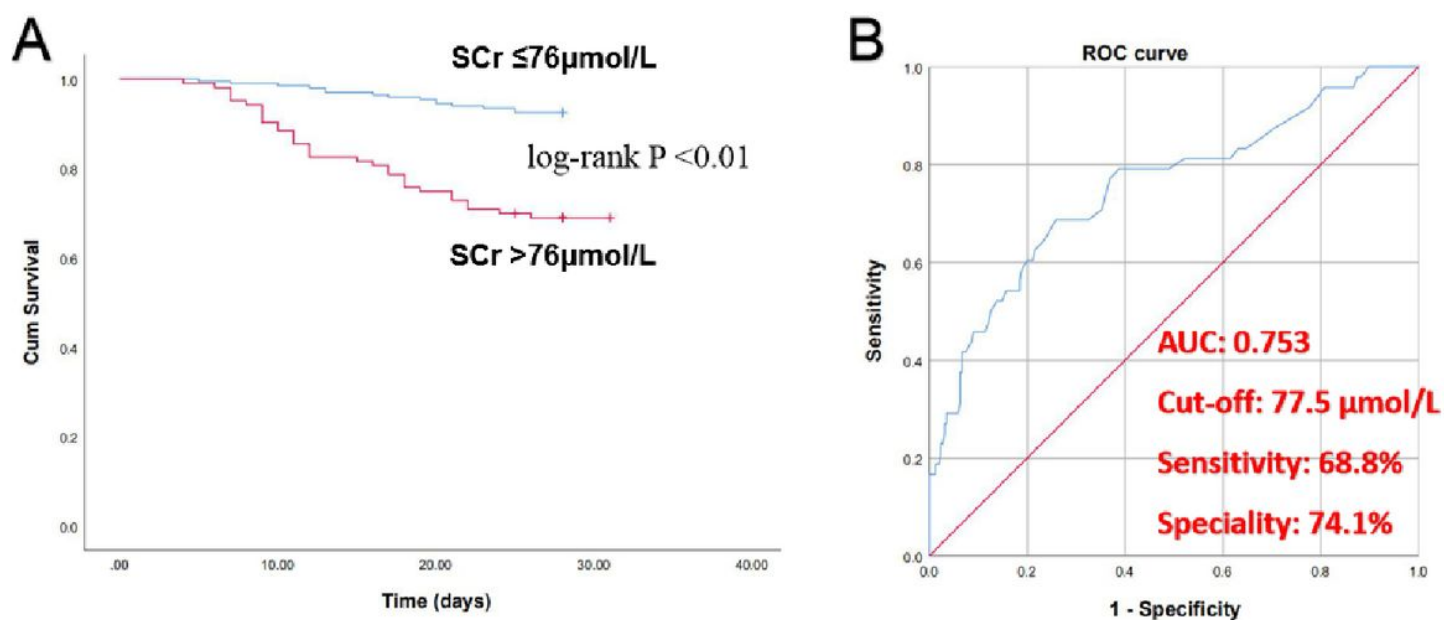 A
SCr ≤76μmol/L
log-rank P <0.01
SCr >76μmol/L
Cum Survival
1.0
0.8
0.6
0.4
0.2
0.0
.00
10.00
20.00
30.00
40.00
Time (days)
B
ROC curve
Sensitivity
1.0
0.8
0.6
0.4
0.2
0.0
AUC: 0.753
Cut-off: 77.5 μmol/L
Sensitivity: 68.8%
Speciality: 74.1%
0.0
0.2
0.4
0.6
0.8
1.0
1 - Specificity